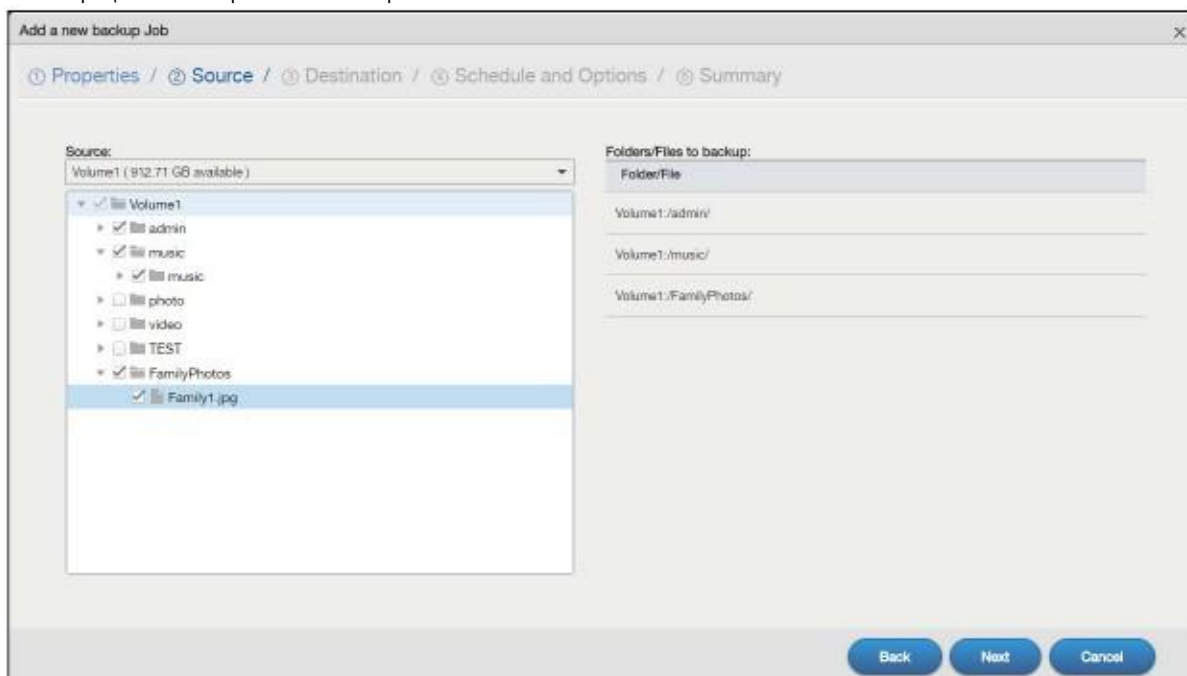 Add a new backup Job
① Properties / ② Source / ③ Destination / ④ Schedule and Options / ⑤ Summary
Source:
Volume1 ( 912.71 GB available )
Volume1
admin
music
music
photo
video
TEST
FamilyPhotos
Family1.jpg
Folders/Files to backup:
Folder/File
Volume1:/admin/
Volume1:/music/
Volume1:/FamilyPhotos/
Back Next Cancel